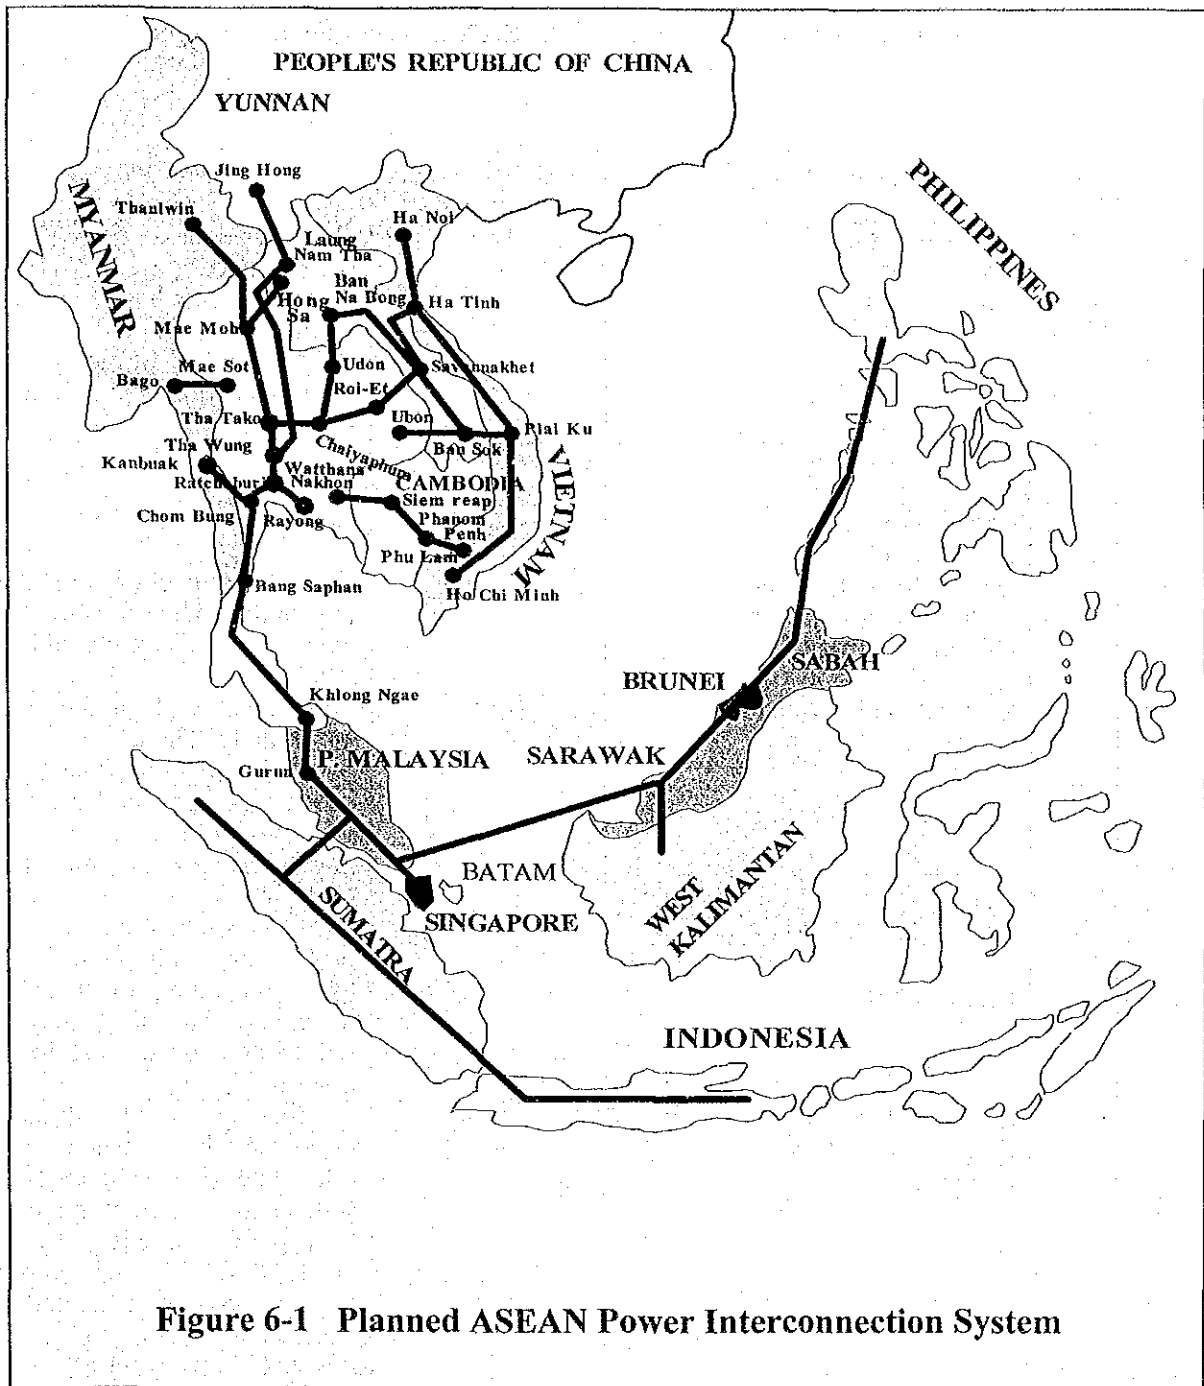 PEOPLE'S REPUBLIC OF CHINA
YUNNAN
Jing Hong
MYANMAR
Thanlwin
Ha Noi
PHILIPPINES
Laung
Nam Tha
Ban
Na Bong
Hong
Sa
Ha Tinh
Mae Moh
Mae Sot
Udon
Savannakhet
Bago
Roi-Et
Tha Tako
Ubon
Plai Ku
Tha Wung
Chaiyaphum
Ban Sok
VIETNAM
Kanbuak
Watthana
Nakhon
Ratchburi
CAMBODIA
Siem reap
Chom Bung
Rayong
Phanom
Penh
Phu Lam
Bang Saphan
Ho Chi Minh
SABAH
BRUNEI
Khlong Ngae
P. MALAYSIA
SARAWAK
Gurun
BATAM
SINGAPORE
WEST
KALIMANTAN
SUMATRA
INDONESIA
Figure 6-1 Planned ASEAN Power Interconnection System